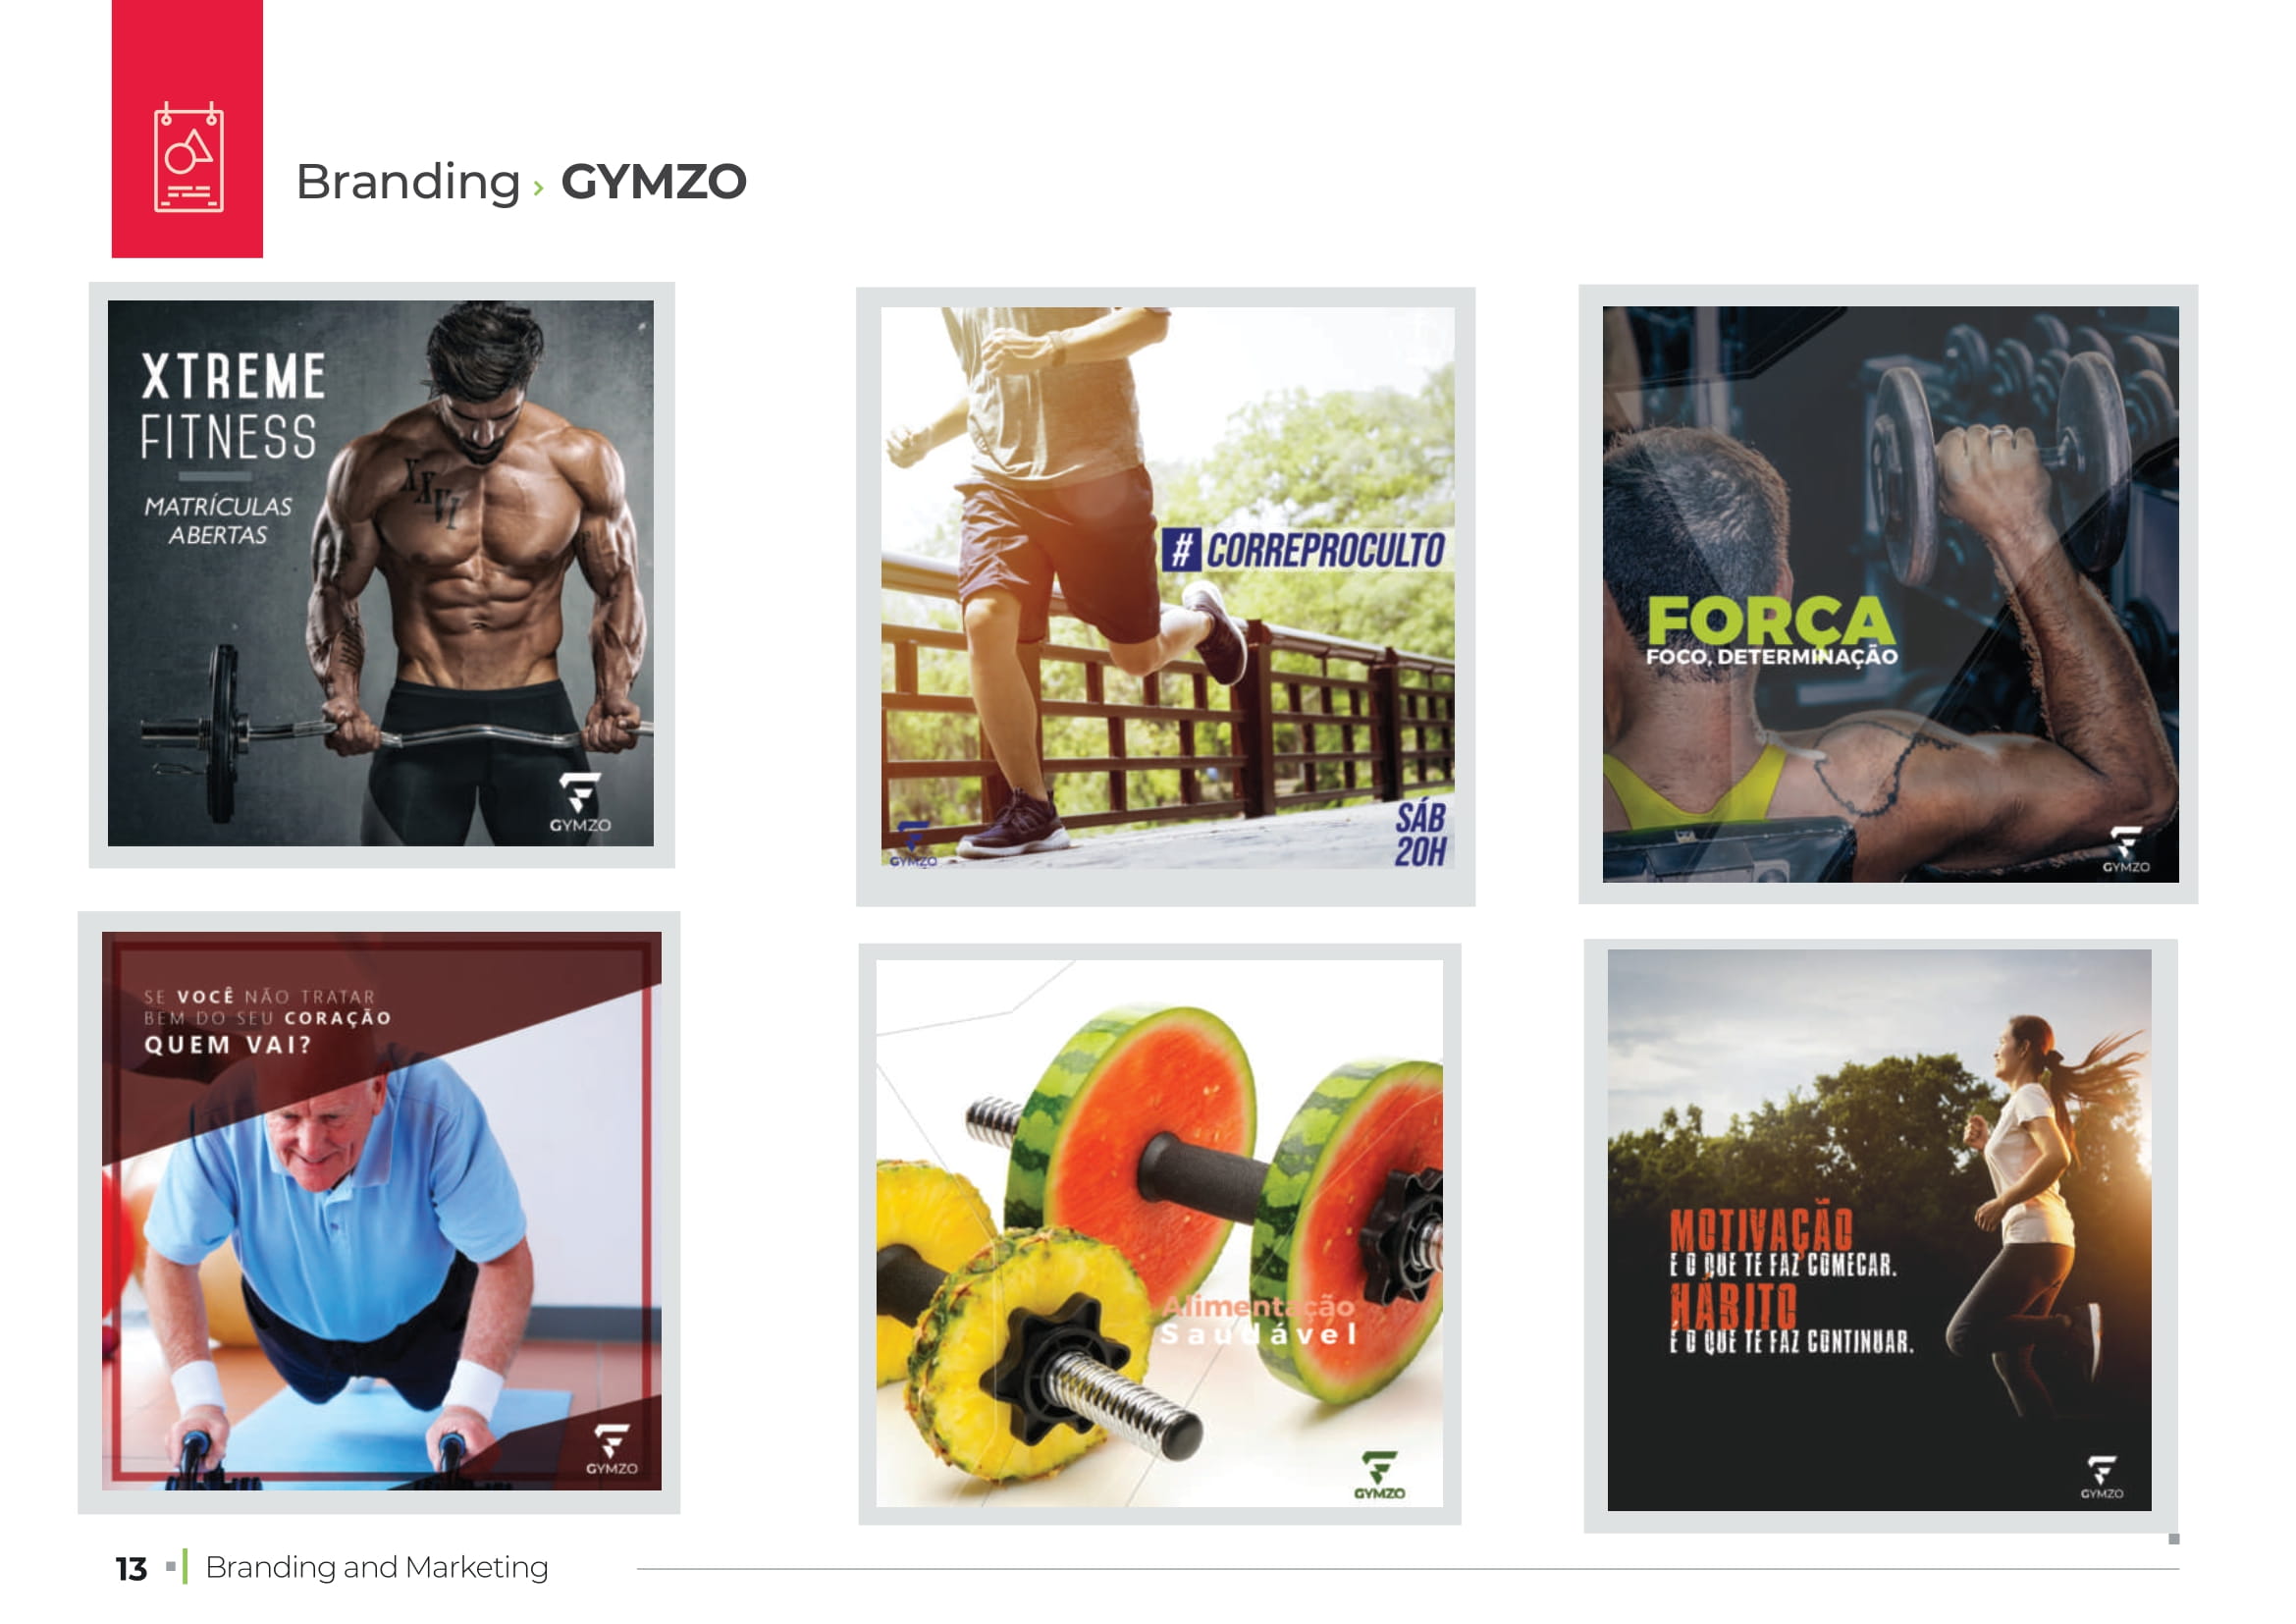 Branding › GYMZO
XTREME
FITNESS
MATRÍCULAS
ABERTAS
GYMZO
# CORREPROCULTO
SÁB
20H
GYMZO
FORÇA
FOCO, DETERMINAÇÃO
GYMZO
SE VOCÊ NÃO TRATAR
BEM DO SEU CORAÇÃO
QUEM VAI?
GYMZO
Alimentação
Saudável
GYMZO
MOTIVAÇÃO
É O QUE TE FAZ COMEÇAR.
HÁBITO
É O QUE TE FAZ CONTINUAR.
GYMZO
13 Branding and Marketing
XXVI